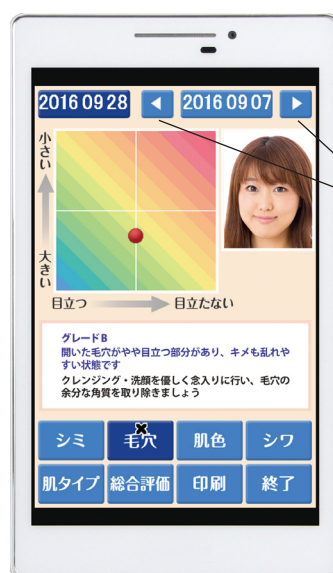 2016 09 28
2016 09 07
小さい
大きい
目立つ
目立たない
グレードB
開いた毛穴がやや目立つ部分があり、キメも乱れや
すい状態です
クレンジング・洗顔を優しく念入りに行い、毛穴の
余分な角質を取り除きましょう
シミ
毛穴
肌色
シワ
肌タイプ
総合評価
印刷
終了